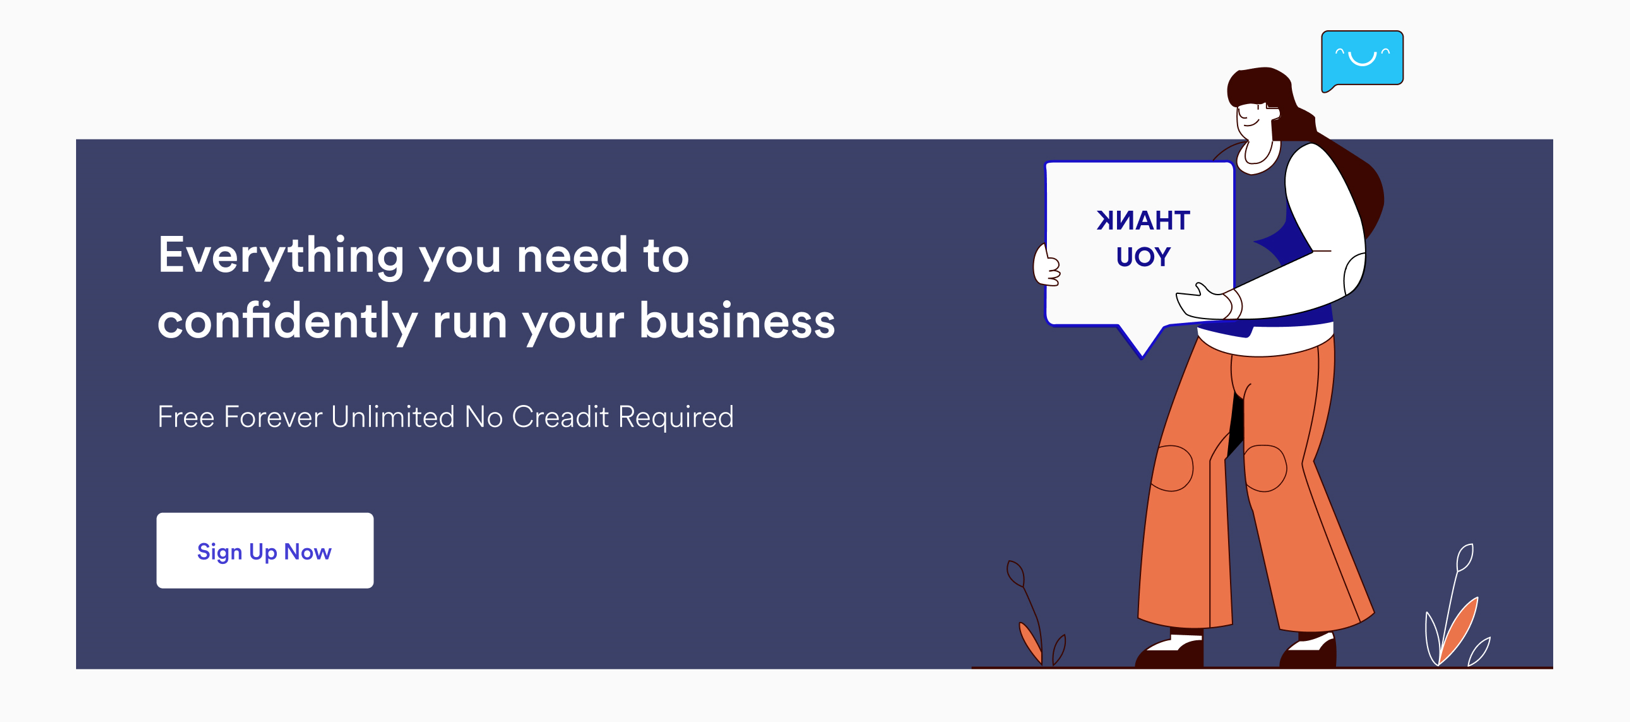 Everything you need to
confidently run your business
Free Forever Unlimited No Creadit Required
Sign Up Now
THANK
YOU